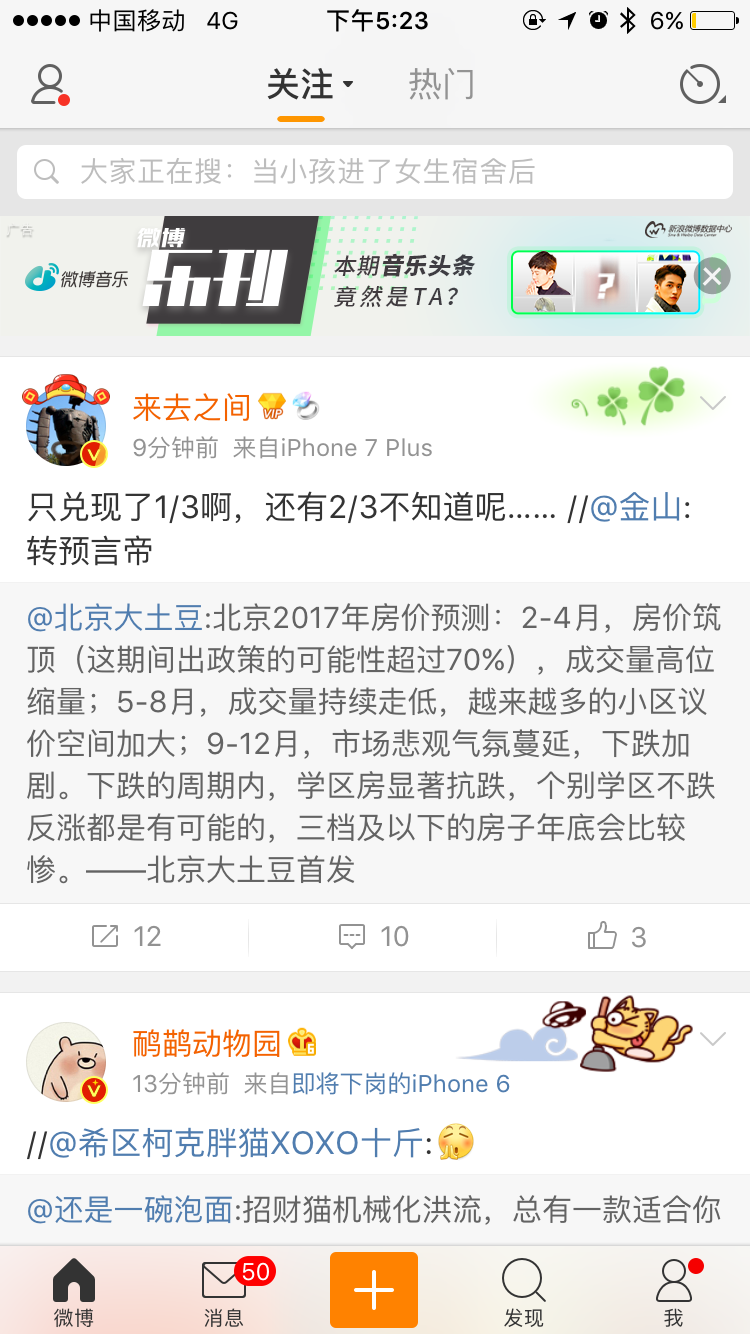 中国移动 4G 下午5:23 6%
关注 热门
大家正在搜：当小孩进了女生宿舍后
广告
微博
新浪微博数据中心
微博音乐
乐刊
本期音乐头条
竟然是TA？
?
来去之间 VIP
9分钟前 来自iPhone 7 Plus
只兑现了1/3啊，还有2/3不知道呢…… //@金山:
转预言帝
@北京大土豆:北京2017年房价预测：2-4月，房价筑
顶（这期间出政策的可能性超过70%），成交量高位
缩量；5-8月，成交量持续走低，越来越多的小区议
价空间加大；9-12月，市场悲观气氛蔓延，下跌加
剧。下跌的周期内，学区房显著抗跌，个别学区不跌
反涨都是有可能的，三档及以下的房子年底会比较
惨。——北京大土豆首发
12 10 3
鸸鹋动物园
13分钟前 来自即将下岗的iPhone 6
//@希区柯克胖猫XOXO十斤:
@还是一碗泡面:招财猫机械化洪流，总有一款适合你
50
微博 消息 发现 我